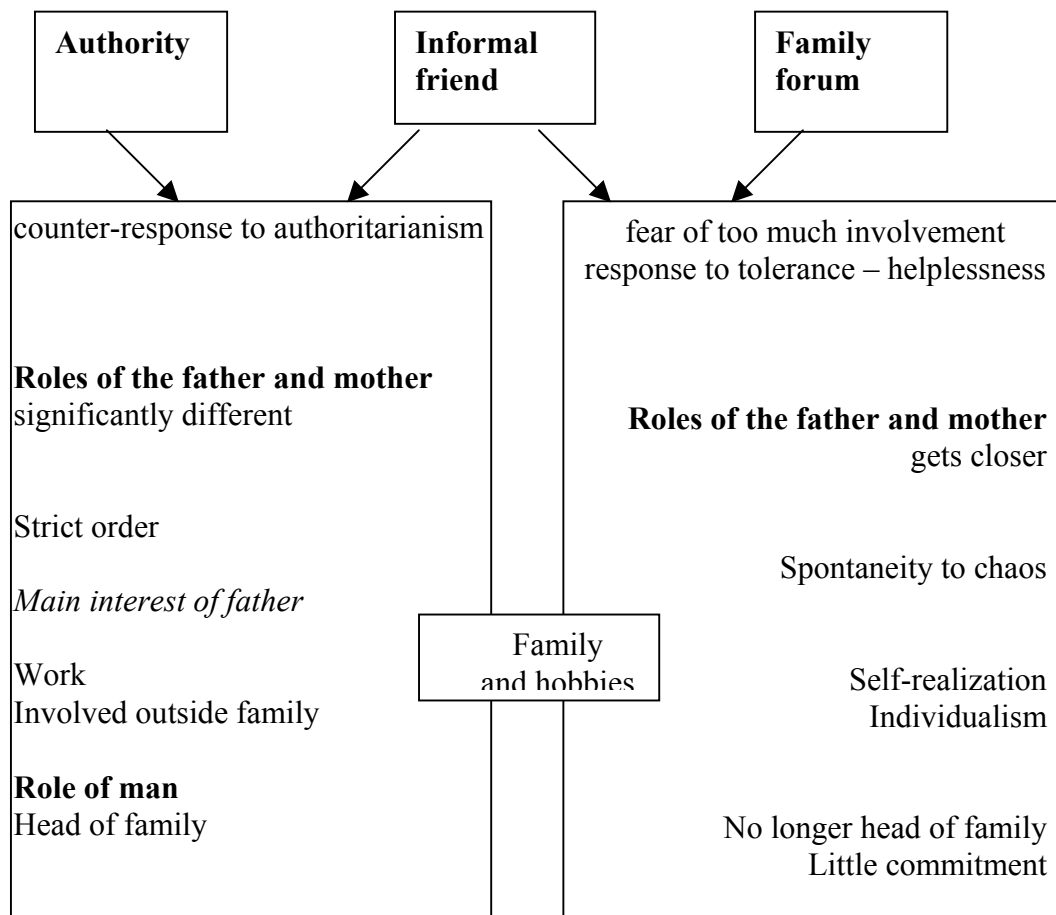 Authority
Informal
friend
Family
forum
counter-response to authoritarianism
Roles of the father and mother
significantly different
Strict order
Main interest of father
Work
Involved outside family
Role of man
Head of family
Family
and hobbies
fear of too much involvement
response to tolerance – helplessness
Roles of the father and mother
gets closer
Spontaneity to chaos
Self-realization
Individualism
No longer head of family
Little commitment